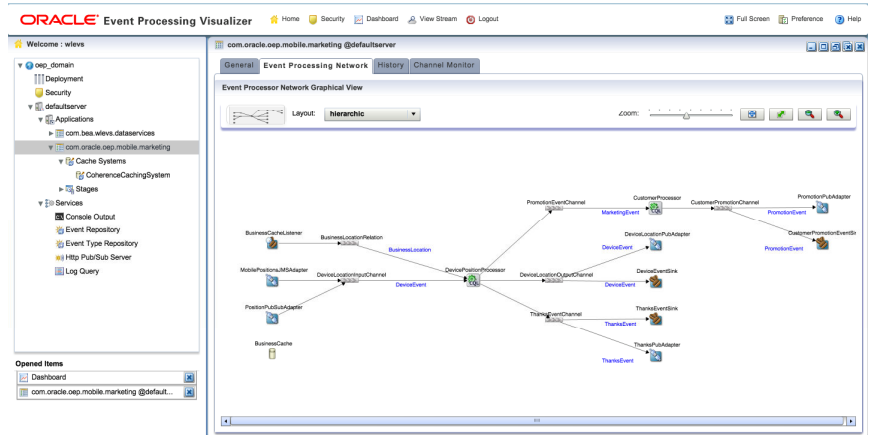 ORACLE® Event Processing Visualizer
Home Security Dashboard View Stream Logout
Full Screen Preference Help
Welcome : wlevs
oep_domain
Deployment
Security
defaultserver
Applications
com.bea.wlevs.dataservices
com.oracle.oep.mobile.marketing
Cache Systems
CoherenceCachingSystem
Stages
Services
Console Output
Event Repository
Event Type Repository
Http Pub/Sub Server
Log Query
Opened Items
Dashboard
com.oracle.oep.mobile.marketing @default...
com.oracle.oep.mobile.marketing @defaultserver
General Event Processing Network History Channel Monitor
Event Processor Network Graphical View
Layout: hierarchic Zoom:
PromotionEventChannel CustomerProcessor CustomerPromotionChannel PromotionPubAdapter
MarketingEvent CQL PromotionEvent
BusinessCacheListener BusinessLocationRelation DeviceLocationPubAdapter CustomerPromotionEventSin
BusinessLocation DeviceEvent PromotionEvent
MobilePositionsJMSAdapter DeviceLocationInputChannel DevicePositionProcessor DeviceLocationOutputChannel DeviceEventSink
DeviceEvent CQL DeviceEvent
PositionPubSubAdapter ThanksEventChannel ThanksEventSink
ThanksEvent
BusinessCache ThanksPubAdapter
ThanksEvent